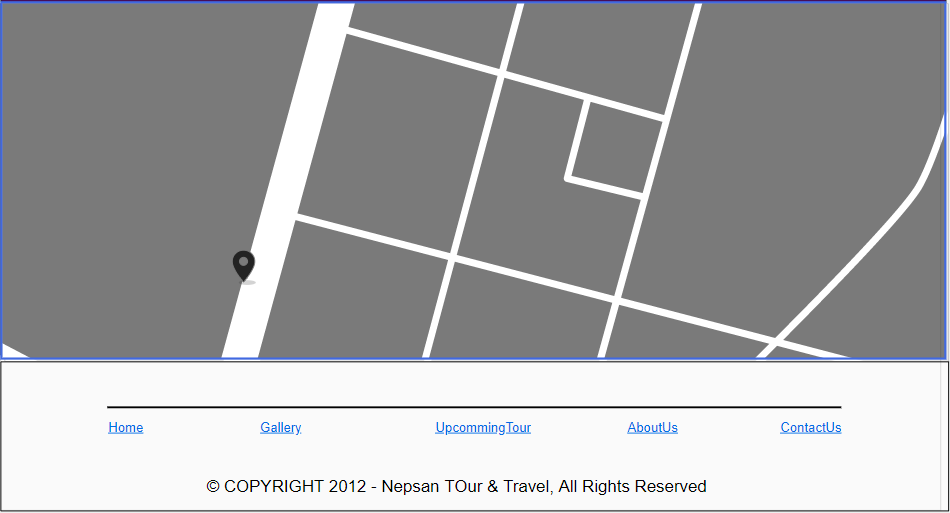 Home Gallery UpcommingTour AboutUs ContactUs
© COPYRIGHT 2012 - Nepsan TOur & Travel, All Rights Reserved